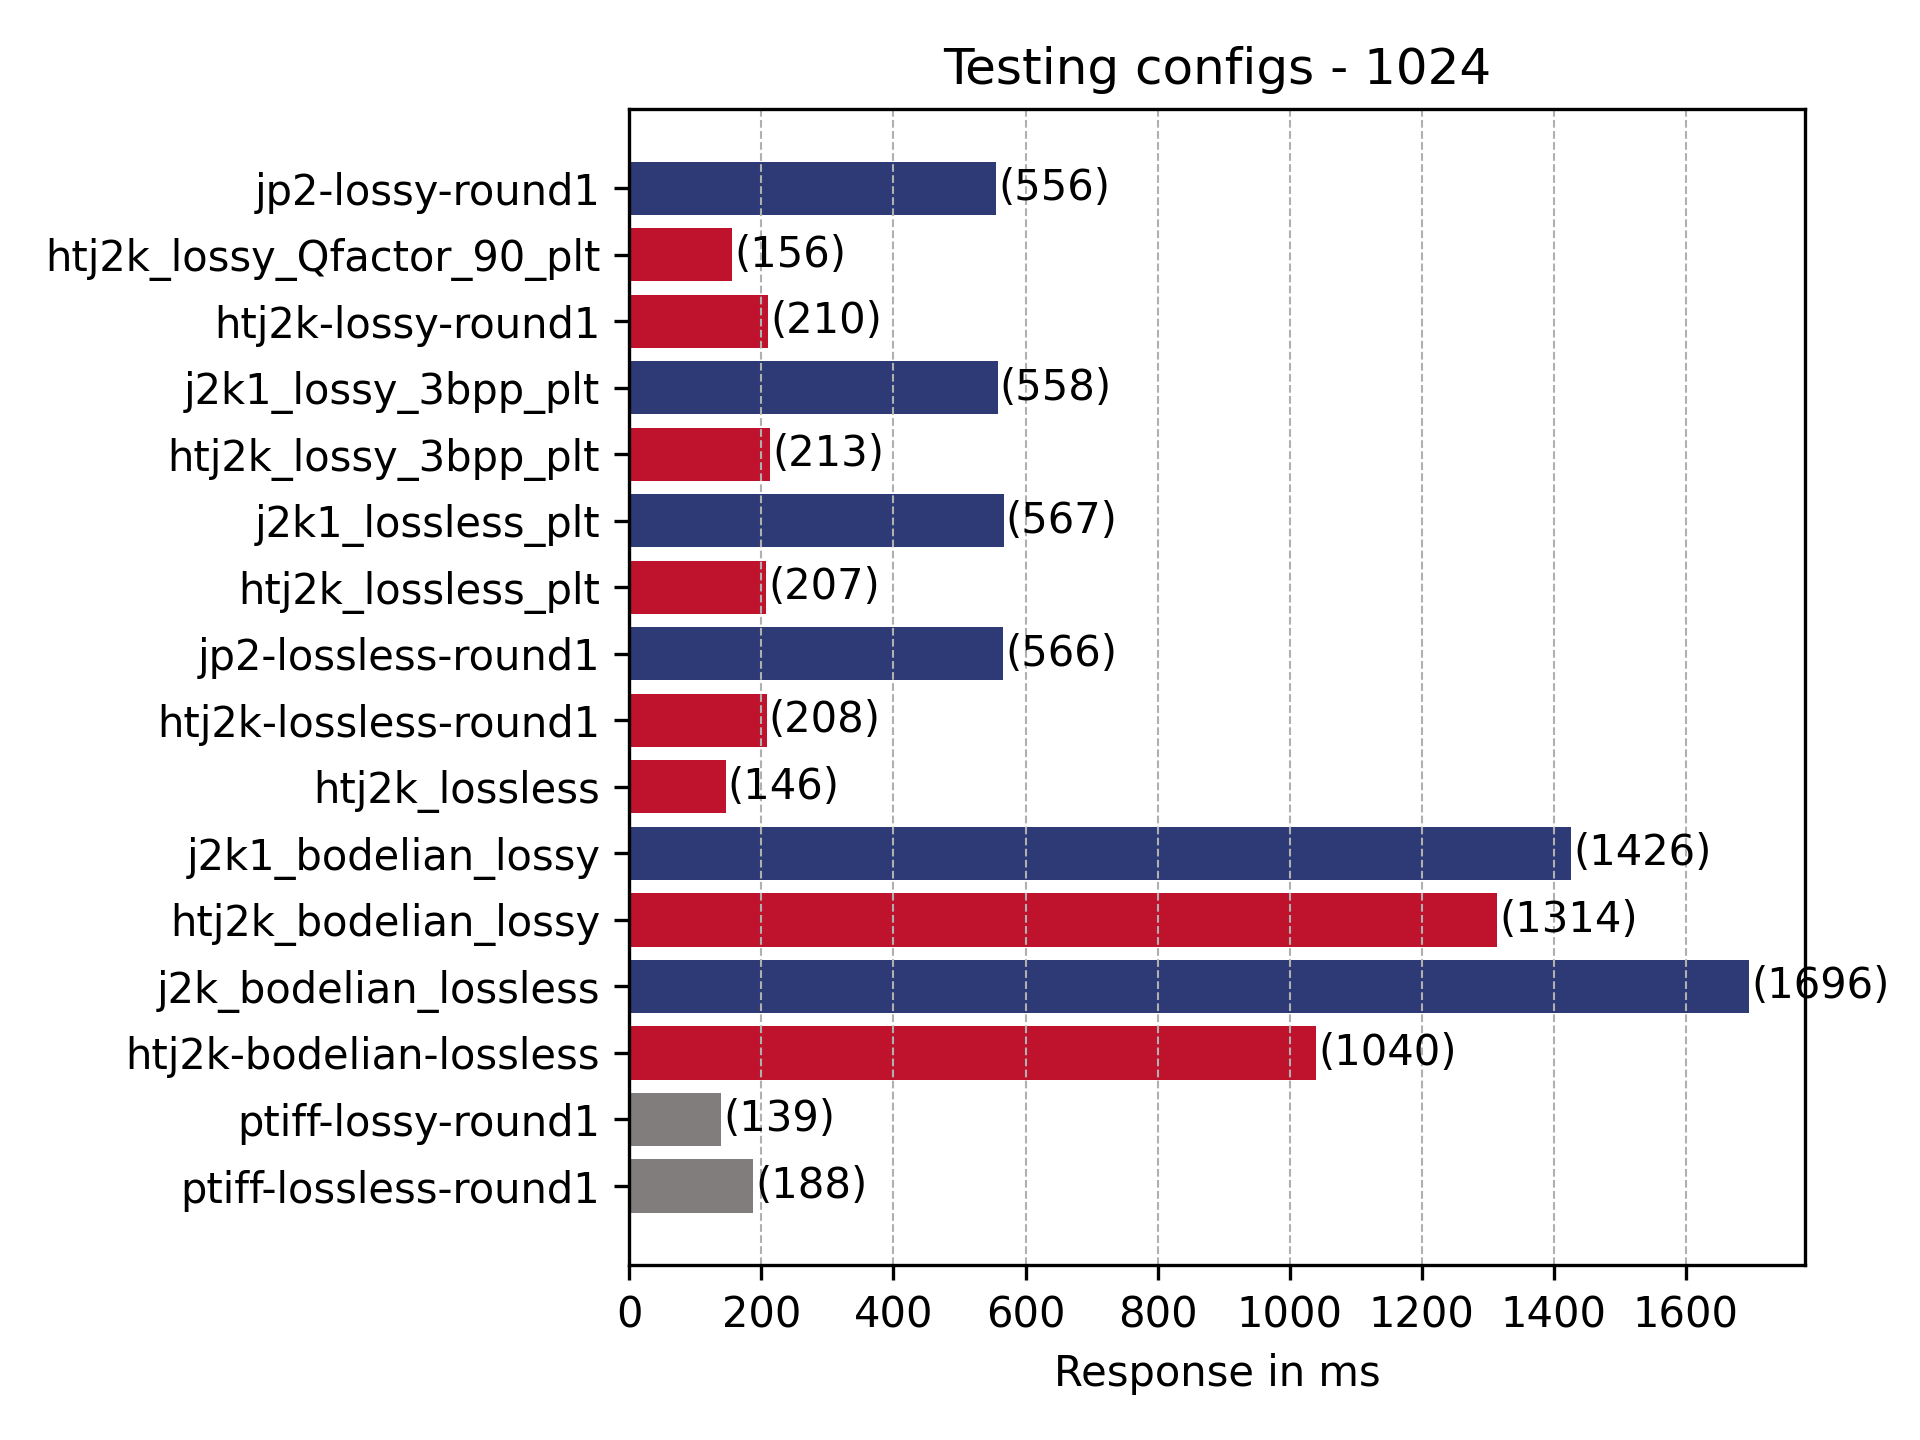 Testing configs - 1024
jp2-lossy-round1 (556)
htj2k_lossy_Qfactor_90_plt (156)
htj2k-lossy-round1 (210)
j2k1_lossy_3bpp_plt (558)
htj2k_lossy_3bpp_plt (213)
j2k1_lossless_plt (567)
htj2k_lossless_plt (207)
jp2-lossless-round1 (566)
htj2k-lossless-round1 (208)
htj2k_lossless (146)
j2k1_bodelian_lossy (1426)
htj2k_bodelian_lossy (1314)
j2k_bodelian_lossless (1696)
htj2k-bodelian-lossless (1040)
ptiff-lossy-round1 (139)
ptiff-lossless-round1 (188)
0 200 400 600 800 1000 1200 1400 1600
Response in ms